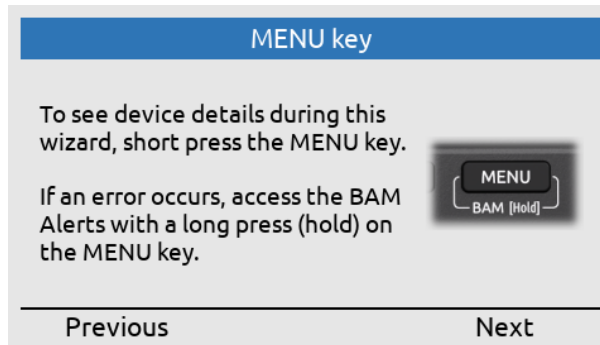 MENU key
To see device details during this
wizard, short press the MENU key.
If an error occurs, access the BAM
Alerts with a long press (hold) on
the MENU key.
MENU
BAM [Hold]
Previous
Next